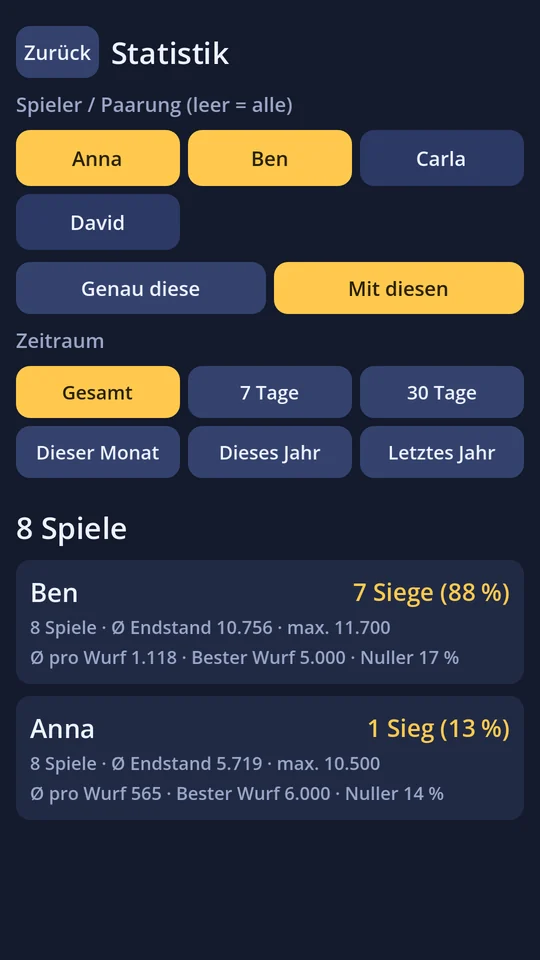 Zurück Statistik
Spieler / Paarung (leer = alle)
Anna Ben Carla
David
Genau diese Mit diesen
Zeitraum
Gesamt 7 Tage 30 Tage
Dieser Monat Dieses Jahr Letztes Jahr
8 Spiele
Ben 7 Siege (88 %)
8 Spiele · Ø Endstand 10.756 · max. 11.700
Ø pro Wurf 1.118 · Bester Wurf 5.000 · Nuller 17 %
Anna 1 Sieg (13 %)
8 Spiele · Ø Endstand 5.719 · max. 10.500
Ø pro Wurf 565 · Bester Wurf 6.000 · Nuller 14 %